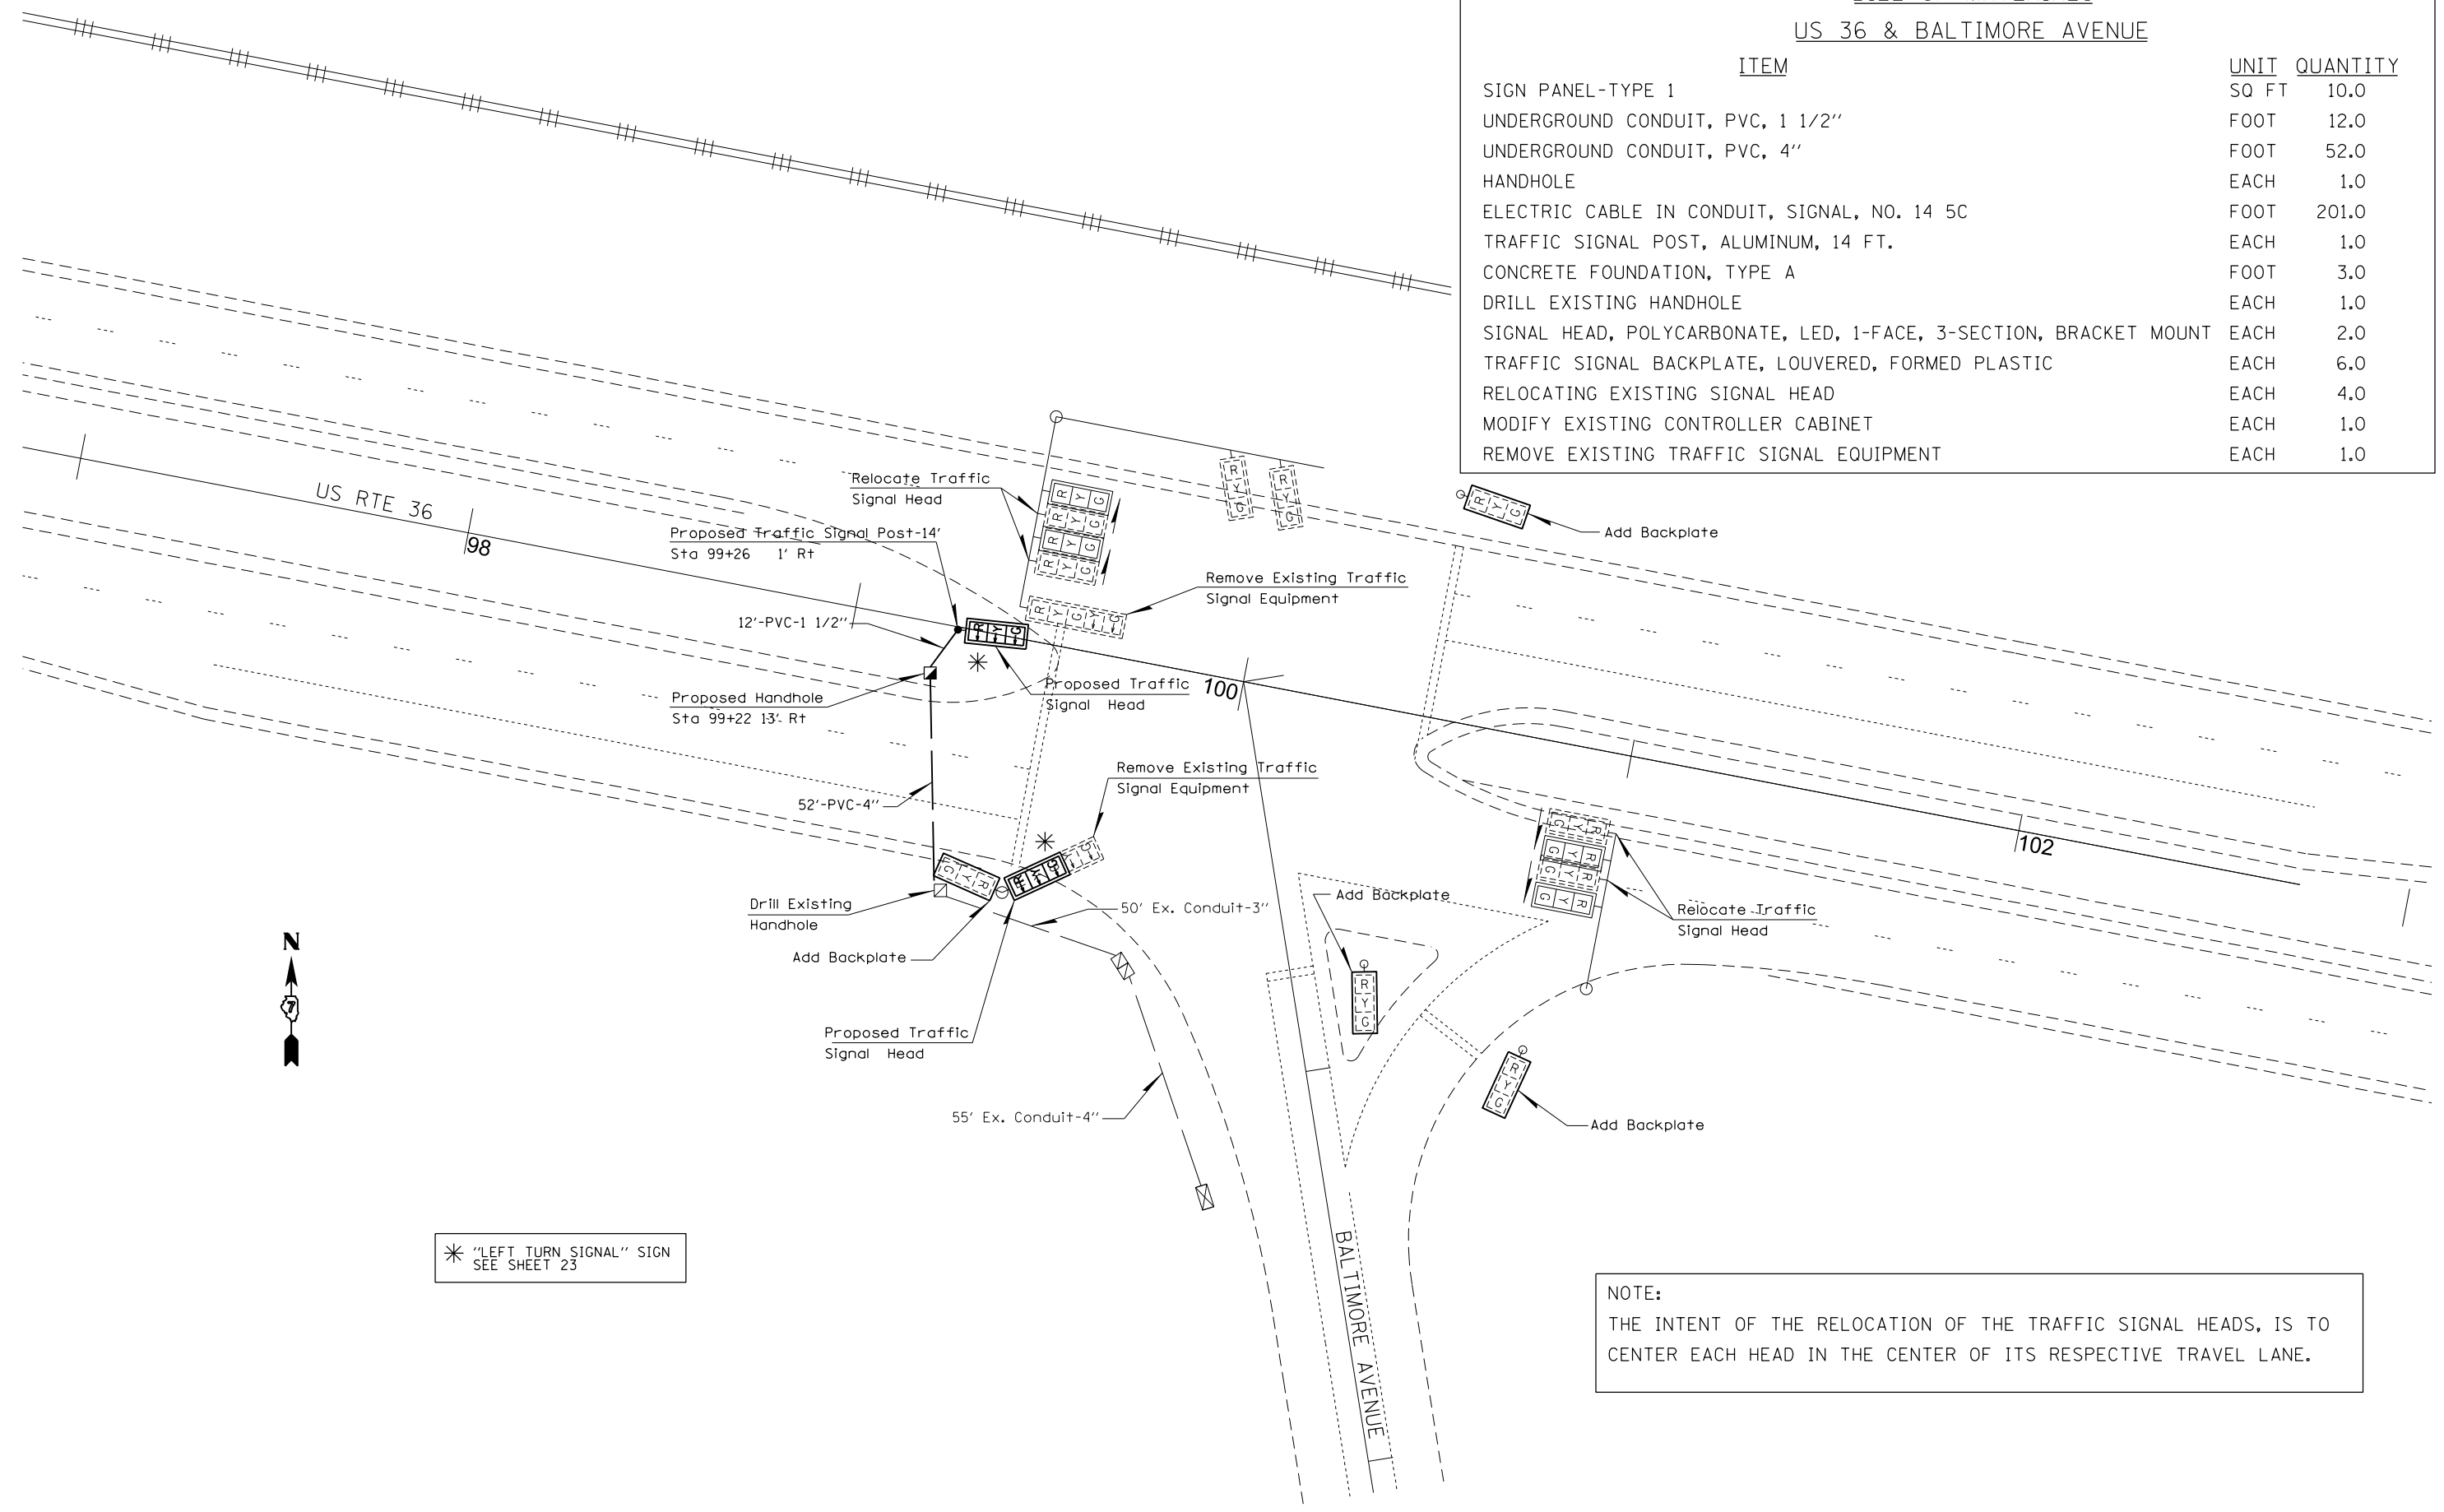 US 36 & BALTIMORE AVENUE
ITEM UNIT QUANTITY
SIGN PANEL-TYPE 1 SQ FT 10.0
UNDERGROUND CONDUIT, PVC, 1 1/2" FOOT 12.0
UNDERGROUND CONDUIT, PVC, 4" FOOT 52.0
HANDHOLE EACH 1.0
ELECTRIC CABLE IN CONDUIT, SIGNAL, NO. 14 5C FOOT 201.0
TRAFFIC SIGNAL POST, ALUMINUM, 14 FT. EACH 1.0
CONCRETE FOUNDATION, TYPE A FOOT 3.0
DRILL EXISTING HANDHOLE EACH 1.0
SIGNAL HEAD, POLYCARBONATE, LED, 1-FACE, 3-SECTION, BRACKET MOUNT EACH 2.0
TRAFFIC SIGNAL BACKPLATE, LOUVERED, FORMED PLASTIC EACH 6.0
RELOCATING EXISTING SIGNAL HEAD EACH 4.0
MODIFY EXISTING CONTROLLER CABINET EACH 1.0
REMOVE EXISTING TRAFFIC SIGNAL EQUIPMENT EACH 1.0
US RTE 36
98
Relocate Traffic
Signal Head
R Y G
R Y G
R Y G
R Y G
R Y G
R Y G
R Y G
Add Backplate
Proposed Traffic Signal Post-14'
Sta 99+26 1' Rt
Remove Existing Traffic
Signal Equipment
R Y G Y G
12'-PVC-1 1/2"
R Y G
Proposed Handhole
Sta 99+22 13' Rt
Proposed Traffic
Signal Head
100
Remove Existing Traffic
Signal Equipment
52'-PVC-4"
102
R Y G
R Y G
R Y G
R Y G
R Y G
R Y G
Y G
Drill Existing
Handhole
50' Ex. Conduit-3"
Add Backplate
Relocate Traffic
Signal Head
Add Backplate
N
7
R
Y
G
Proposed Traffic
Signal Head
R
Y
G
55' Ex. Conduit-4"
Add Backplate
"LEFT TURN SIGNAL" SIGN
SEE SHEET 23
BALTIMORE AVENUE
NOTE:
THE INTENT OF THE RELOCATION OF THE TRAFFIC SIGNAL HEADS, IS TO
CENTER EACH HEAD IN THE CENTER OF ITS RESPECTIVE TRAVEL LANE.